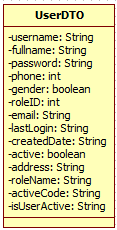 UserDTO
-username: String
-fullname: String
-password: String
-phone: int
-gender: boolean
-roleID: int
-email: String
-lastLogin: String
-createdDate: String
-active: boolean
-address: String
-roleName: String
-activeCode: String
-isUserActive: String